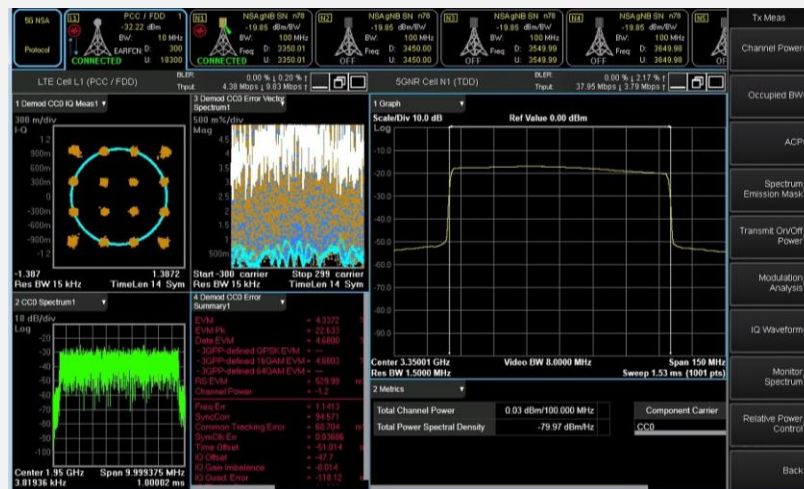 5G NSA
Protocol
L1
PCC / FDD 1
-32.22 dBm
BW: 10 MHz
EARFCN D: 300
U: 18300
CONNECTED
N1
NSA gNB SN n78
-19.85 dBm/BW
BW: 100 MHz
Freq D: 3350.01
U: 3350.01
CONNECTED
N2
NSA gNB SN n78
-19.85 dBm/BW
BW: 100 MHz
Freq D: 3450.00
U: 3450.00
OFF
N3
NSA gNB SN n78
-19.85 dBm/BW
BW: 100 MHz
Freq D: 3549.99
U: 3549.99
OFF
N4
NSA gNB SN n78
-19.85 dBm/BW
BW: 100 MHz
Freq D: 3649.98
U: 3649.98
OFF
N5
OFF
LTE Cell L1 (PCC / FDD)
BLER: 0.00 % ↓ 0.20 % ↑
Thput: 4.38 Mbps ↓ 9.83 Mbps ↑
5GNR Cell N1 (TDD)
BLER: 0.00 % ↓ 2.17 % ↑
Thput: 37.95 Mbps ↓ 3.79 Mbps ↑
1 Demod CC0 IQ Meas1
300 m/div
I-Q
1.2
900m
600m
300m
0
-300m
-600m
-900m
-1.2
-1.387 1.3872
Res BW 15 kHz TimeLen 14 Sym
3 Demod CC0 Error Vector
Spectrum1
500 m%/div
Mag
4.5
4
3.5
3
2.5
2
1.5
1
500m
Start -300 carrier Stop 299 carrier
Res BW 15 kHz TimeLen 14 Sym
2 CC0 Spectrum1
10 dB/div
Log
-20
-30
-40
-50
-60
-70
-80
-90
-100
Center 1.95 GHz Span 9.999375 MHz
3.81936 kHz 1.00002 ms
4 Demod CC0 Error
Summary1
EVM = 4.3372
EVM Pk = 22.633
Data EVM = 4.6800
- 3GPP-defined QPSK EVM = ---
- 3GPP-defined 16QAM EVM = 4.6803
- 3GPP-defined 64QAM EVM = ---
RS EVM = 529.99
Channel Power = -1.2
Freq Err = 1.1413
SyncCorr = 94.571
Common Tracking Error = 60.704
SymClk Err = 0.03666
Time Offset = -51.014
IQ Offset = -47.7
IQ Gain Imbalance = -0.014
IQ Quad. Error = -110.12
1 Graph
Scale/Div 10.0 dB Ref Value 0.00 dBm
Log
-10.0
-20.0
-30.0
-40.0
-50.0
-60.0
-70.0
-80.0
-90.0
Center 3.35001 GHz Video BW 8.0000 MHz Span 150 MHz
Res BW 1.5000 MHz Sweep 1.53 ms (1001 pts)
2 Metrics
Total Channel Power 0.03 dBm/100.000 MHz
Total Power Spectral Density -79.97 dBm/Hz
Component Carrier
CC0
Tx Meas
Channel Power
Occupied BW
ACP
Spectrum
Emission Mask
Transmit On/Off
Power
Modulation
Analysis
IQ Waveform
Monitor
Spectrum
Relative Power
Control
Back